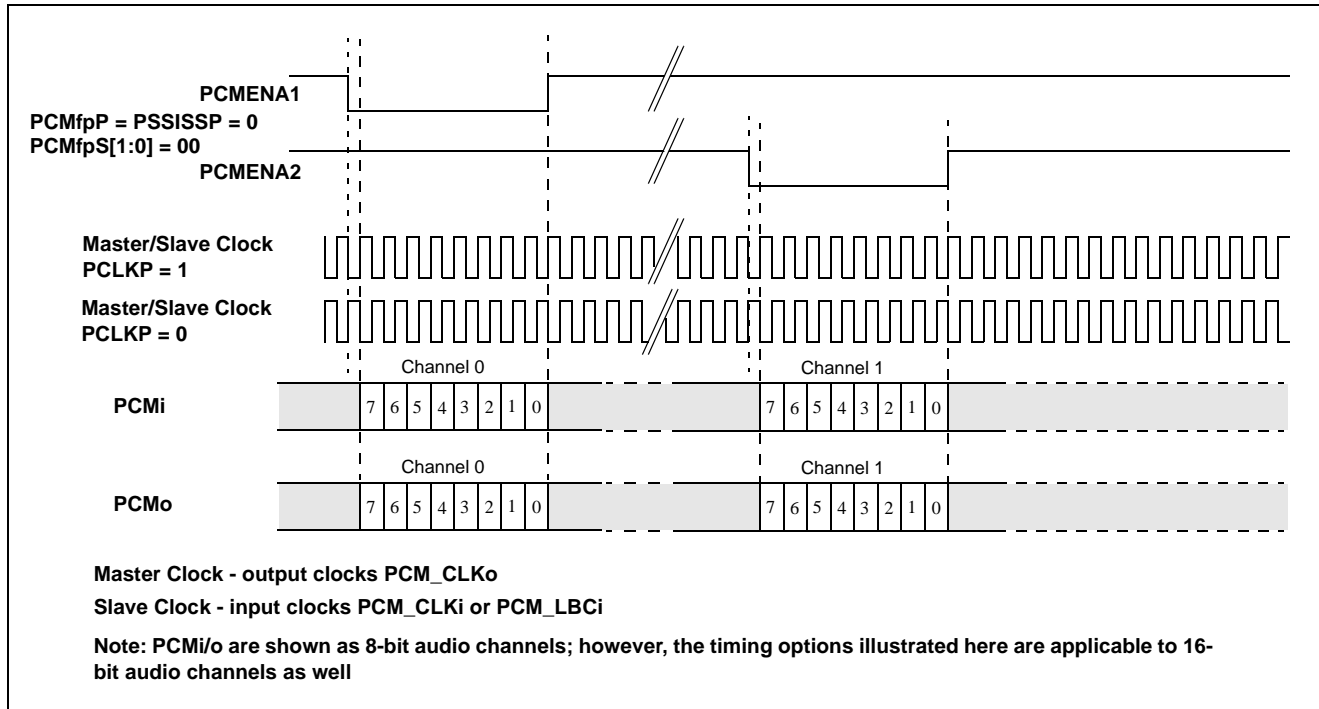 PCMENA1
PCMfpP = PSSISSP = 0
PCMfpS[1:0] = 00
PCMENA2
Master/Slave Clock
PCLKP = 1
Master/Slave Clock
PCLKP = 0
Channel 0 Channel 1
PCMi 7 6 5 4 3 2 1 0 7 6 5 4 3 2 1 0
Channel 0 Channel 1
PCMo 7 6 5 4 3 2 1 0 7 6 5 4 3 2 1 0
Master Clock - output clocks PCM_CLKo
Slave Clock - input clocks PCM_CLKi or PCM_LBCi
Note: PCMi/o are shown as 8-bit audio channels; however, the timing options illustrated here are applicable to 16-
bit audio channels as well